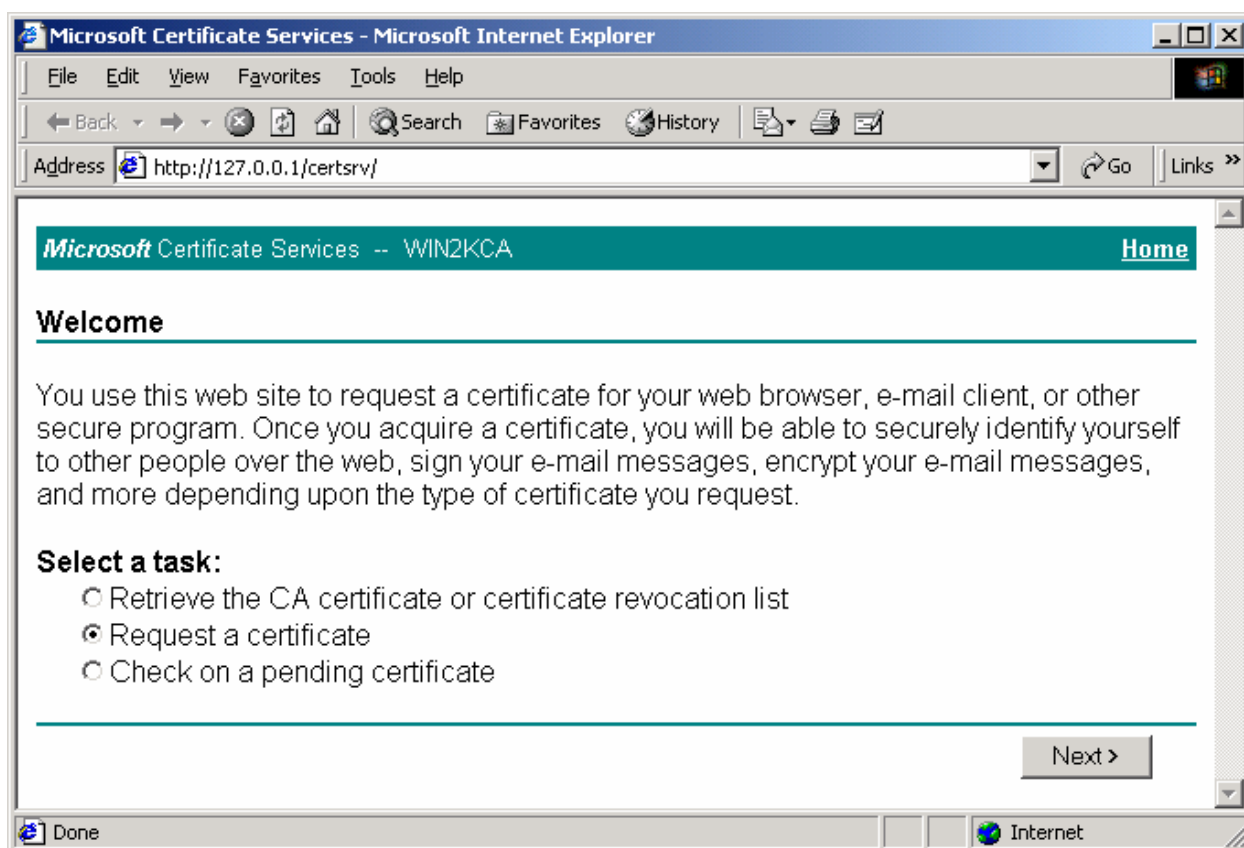 Microsoft Certificate Services - Microsoft Internet Explorer
File Edit View Favorites Tools Help
Back Search Favorites History
Address http://127.0.0.1/certsrv/ Go Links »
Microsoft Certificate Services -- WIN2KCA Home
Welcome
You use this web site to request a certificate for your web browser, e-mail client, or other
secure program. Once you acquire a certificate, you will be able to securely identify yourself
to other people over the web, sign your e-mail messages, encrypt your e-mail messages,
and more depending upon the type of certificate you request.
Select a task:
Retrieve the CA certificate or certificate revocation list
Request a certificate
Check on a pending certificate
Next >
Done Internet